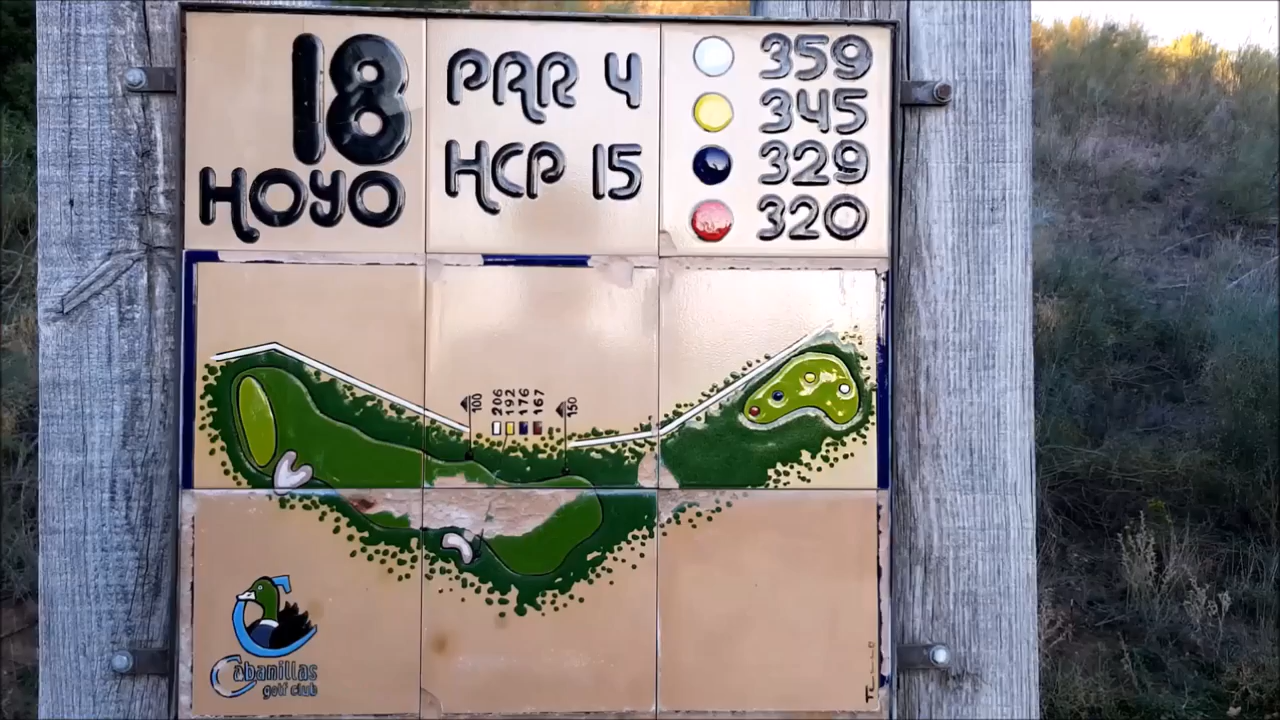 18
HOYO
PAR 4
HCP 15
359
345
329
320
100
206
192
176
167
150
Cabanillas
golf club